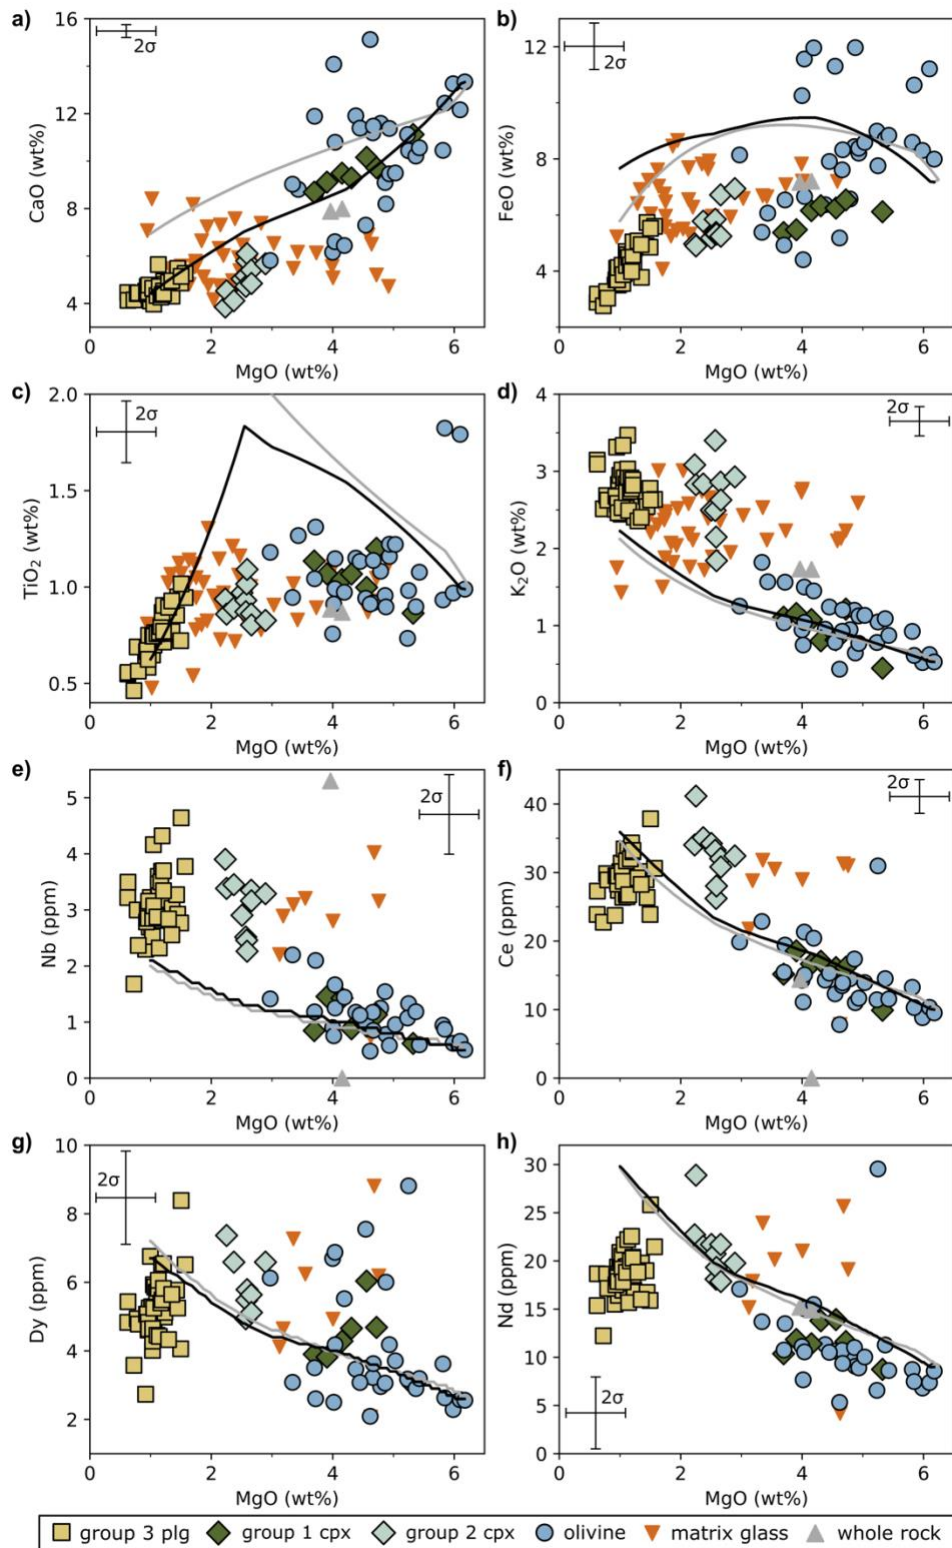 a)
16
12
8
4
CaO (wt%)
2σ
0 2 4 6
MgO (wt%)
b)
12
8
4
FeO (wt%)
2σ
0 2 4 6
MgO (wt%)
c)
2.0
1.5
1.0
0.5
TiO₂ (wt%)
2σ
0 2 4 6
MgO (wt%)
d)
4
3
2
1
0
K₂O (wt%)
2σ
0 2 4 6
MgO (wt%)
e)
5
4
3
2
1
0
Nb (ppm)
2σ
0 2 4 6
MgO (wt%)
f)
40
30
20
10
0
Ce (ppm)
2σ
0 2 4 6
MgO (wt%)
g)
10
8
6
4
2
Dy (ppm)
2σ
0 2 4 6
MgO (wt%)
h)
30
25
20
15
10
5
0
Nd (ppm)
2σ
0 2 4 6
MgO (wt%)
group 3 plg group 1 cpx group 2 cpx olivine matrix glass whole rock